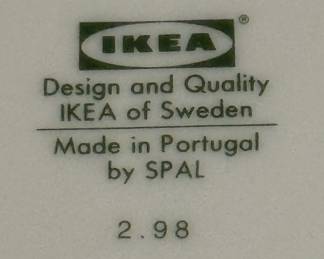 IKEA®
Design and Quality
IKEA of Sweden
Made in Portugal
by SPAL
2.98